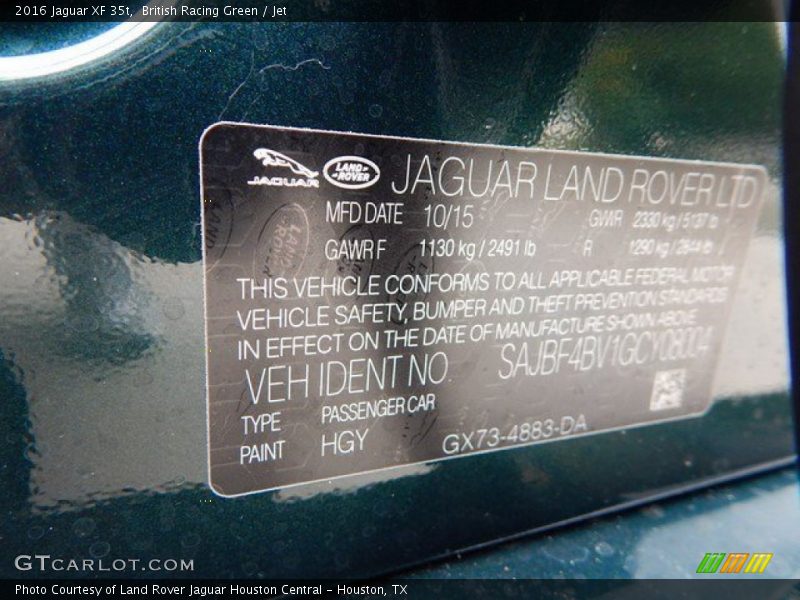 2016 Jaguar XF 35t, British Racing Green / Jet
JAGUAR LAND-ROVER JAGUAR LAND ROVER LTD
MFD DATE 10/15 GVWR 2330 kg / 5137 lb
GAWR F 1130 kg / 2491 lb R 1290 kg / 2844 lb
THIS VEHICLE CONFORMS TO ALL APPLICABLE FEDERAL MOTOR
VEHICLE SAFETY, BUMPER AND THEFT PREVENTION STANDARDS
IN EFFECT ON THE DATE OF MANUFACTURE SHOWN ABOVE
VEH IDENT NO SAJBF4BV1GCY08004
TYPE PASSENGER CAR
PAINT HGY GX73-4883-DA
GTCARLOT.COM
Photo Courtesy of Land Rover Jaguar Houston Central - Houston, TX